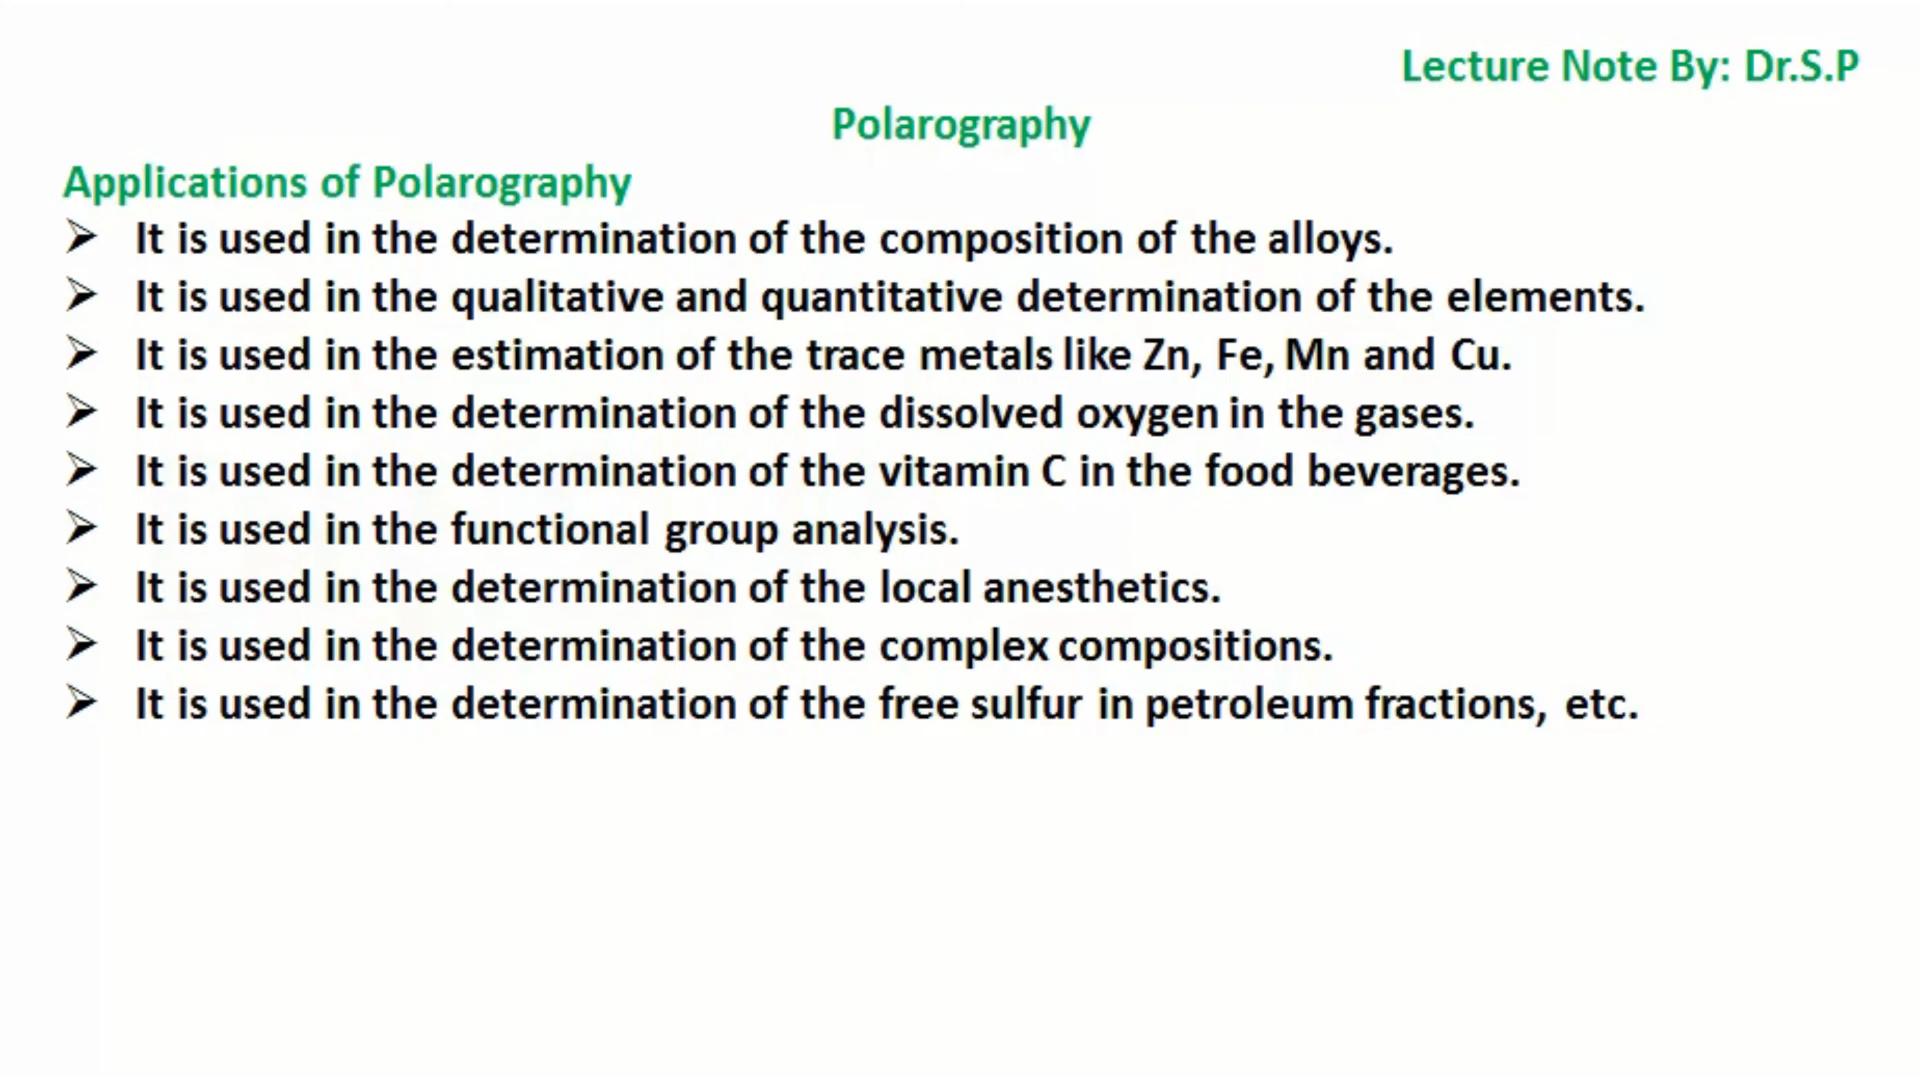 Lecture Note By: Dr.S.P
Polarography
Applications of Polarography
➢ It is used in the determination of the composition of the alloys.
➢ It is used in the qualitative and quantitative determination of the elements.
➢ It is used in the estimation of the trace metals like Zn, Fe, Mn and Cu.
➢ It is used in the determination of the dissolved oxygen in the gases.
➢ It is used in the determination of the vitamin C in the food beverages.
➢ It is used in the functional group analysis.
➢ It is used in the determination of the local anesthetics.
➢ It is used in the determination of the complex compositions.
➢ It is used in the determination of the free sulfur in petroleum fractions, etc.